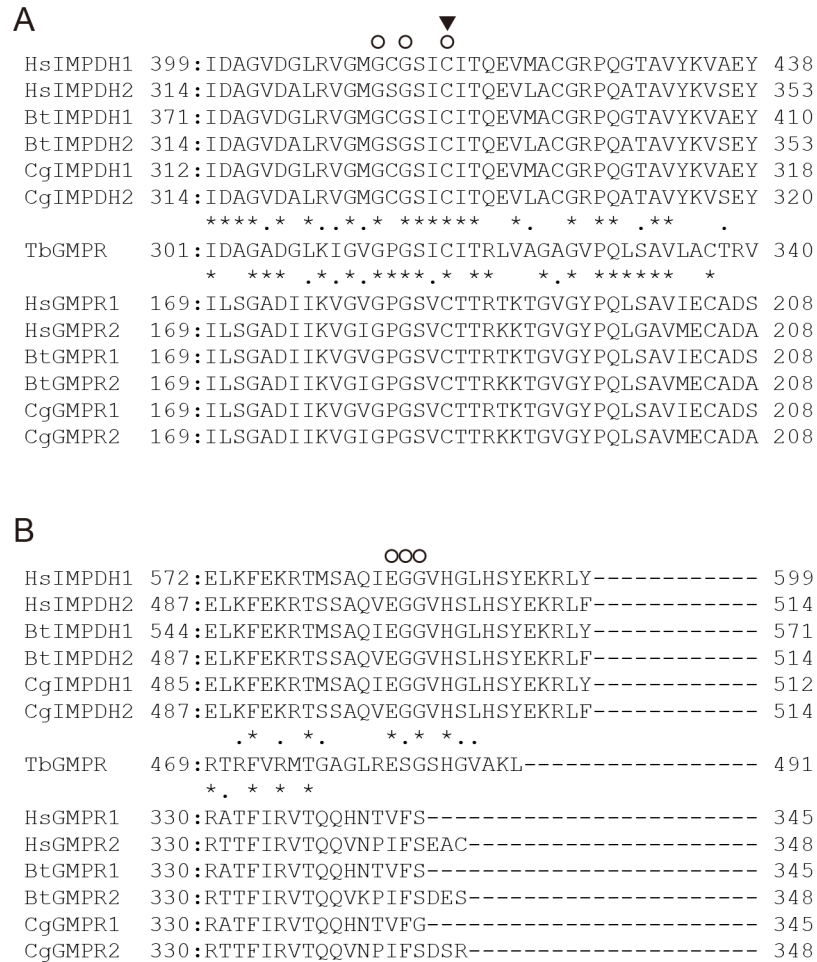 A
▼
○ ○ ○
HsIMPDH1 399:IDAGVDGLRVGMGCGSICITQEVMACGRPQGTAVYKVAEY 438
HsIMPDH2 314:IDAGVDALRVGMGSGSICITQEVLACGRPQATAVYKVSEY 353
BtIMPDH1 371:IDAGVDGLRVGMGCGSICITQEVMACGRPQGTAVYKVAEY 410
BtIMPDH2 314:IDAGVDALRVGMGSGSICITQEVLACGRPQATAVYKVSEY 353
CgIMPDH1 312:IDAGVDGLRVGMGCGSICITQEVMACGRPQGTAVYKVAEY 318
CgIMPDH2 314:IDAGVDALRVGMGCGSICITQEVLACGRPQATAVYKVSEY 320
****.* *..*.* ****** *. * ** .** .
TbGMPR 301:IDAGADGLKIGVGPGSICITRLVAGAGVPQLSAVLACTRV 340
* *** .*.*.****.* ** *.* ****** *
HsGMPR1 169:ILSGADIIKVGVGPGSVCTTRTKTGVGYPQLSAVIECADS 208
HsGMPR2 169:ILSGADIIKVGIGPGSVCTTRKKTGVGYPQLGAVMECADA 208
BtGMPR1 169:ILSGADIIKVGVGPGSVCTTRTKTGVGYPQLSAVIECADS 208
BtGMPR2 169:ILSGADIIKVGIGPGSVCTTRKKTGVGYPQLSAVMECADA 208
CgGMPR1 169:ILSGADIIKVGVGPGSVCTTRTKTGVGYPQLSAVIECADS 208
CgGMPR2 169:ILSGADIIKVGIGPGSVCTTRKKTGVGYPQLSAVMECADA 208
B
○○○
HsIMPDH1 572:ELKFEKRTMSAQIEGGVHGLHSYEKRLY------------ 599
HsIMPDH2 487:ELKFEKRTSSAQVEGGVHSLHSYEKRLF------------ 514
BtIMPDH1 544:ELKFEKRTMSAQIEGGVHGLHSYEKRLY------------ 571
BtIMPDH2 487:ELKFEKRTSSAQVEGGVHSLHSYEKRLF------------ 514
CgIMPDH1 485:ELKFEKRTMSAQIEGGVHGLHSYEKRLY------------ 512
CgIMPDH2 487:ELKFEKRTSSAQVEGGVHSLHSYEKRLF------------ 514
.* . *. *.* *..
TbGMPR 469:RTRFVRMTGAGLRESGSHGVAKL----------------- 491
*. * * *
HsGMPR1 330:RATFIRVTQQHNTVFS------------------------ 345
HsGMPR2 330:RTTFIRVTQQVNPIFSEAC--------------------- 348
BtGMPR1 330:RATFIRVTQQHNTVFS------------------------ 345
BtGMPR2 330:RTTFIRVTQQVKPIFSDES--------------------- 348
CgGMPR1 330:RATFIRVTQQHNTVFG------------------------ 345
CgGMPR2 330:RTTFIRVTQQVNPIFSDSR--------------------- 348